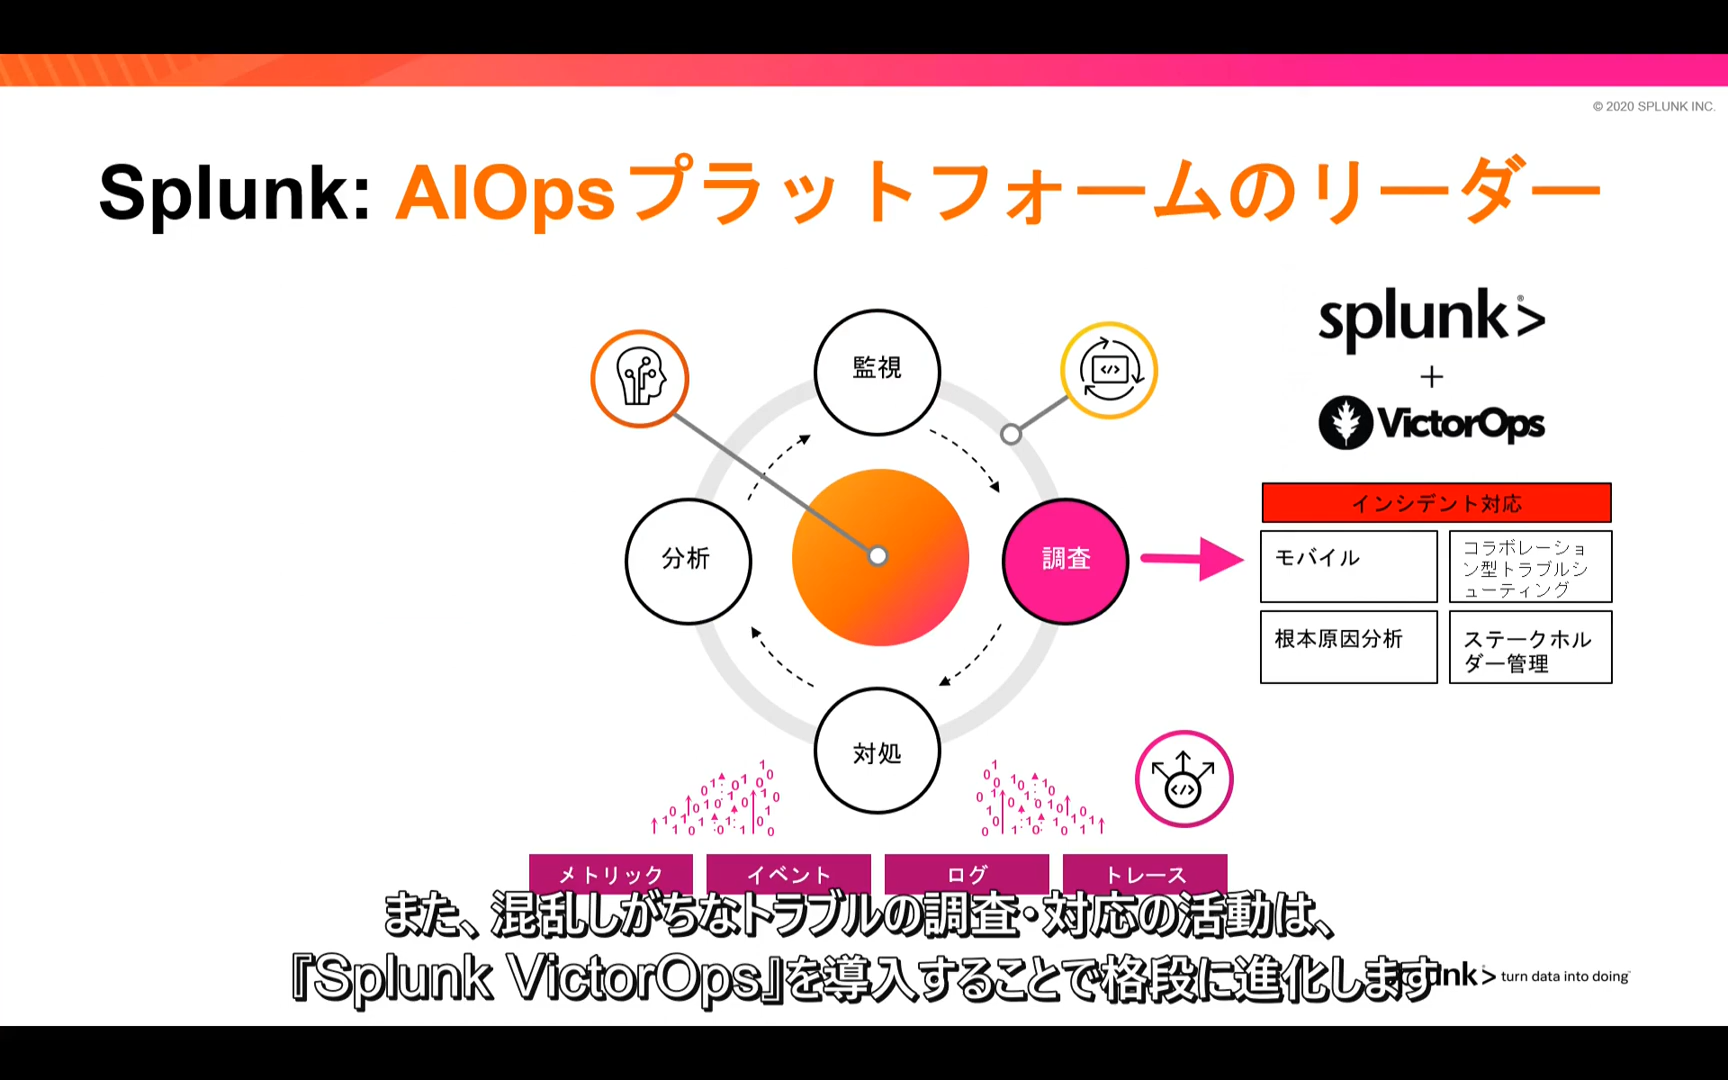 © 2020 SPLUNK INC.
Splunk: AIOpsプラットフォームのリーダー
splunk>
+
VictorOps
監視
分析
調査
対処
インシデント対応
モバイル
コラボレーショ
ン型トラブルシ
ューティング
根本原因分析
ステークホル
ダー管理
メトリック
イベント
ログ
トレース
また、混乱しがちなトラブルの調査・対応の活動は、
『Splunk VictorOps』を導入することで格段に進化します
turn data into doing